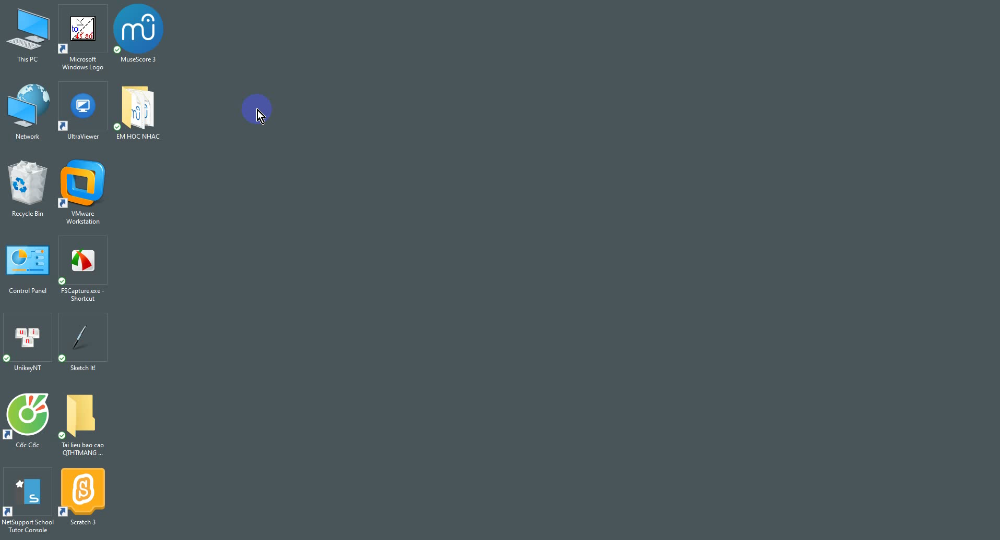 This PC
Microsoft
Windows Logo
MuseScore 3
Network
UltraViewer
EM HOC NHAC
Recycle Bin
VMware
Workstation
Control Panel
FSCapture.exe -
Shortcut
UnikeyNT
Sketch It!
Cốc Cốc
Tai lieu bao cao
QTHTMANG ...
NetSupport School
Tutor Console
Scratch 3